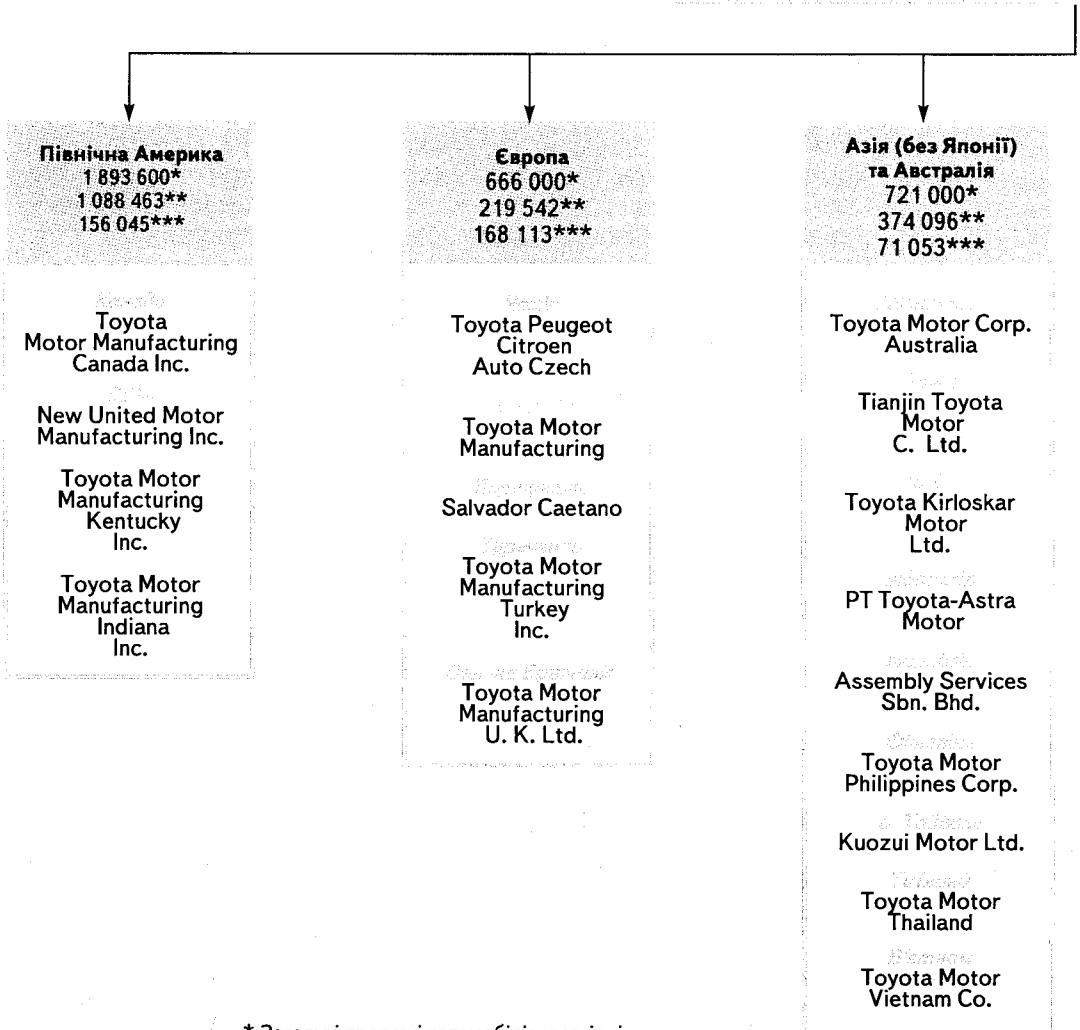 Північна Америка
1 893 600*
1 088 463**
156 045***
Toyota
Motor Manufacturing
Canada Inc.
New United Motor
Manufacturing Inc.
Toyota Motor
Manufacturing
Kentucky
Inc.
Toyota Motor
Manufacturing
Indiana
Inc.
Європа
666 000*
219 542**
168 113***
Toyota Peugeot
Citroen
Auto Czech
Toyota Motor
Manufacturing
Salvador Caetano
Toyota Motor
Manufacturing
Turkey
Inc.
Toyota Motor
Manufacturing
U. K. Ltd.
Азія (без Японії)
та Австралія
721 000*
374 096**
71 053***
Toyota Motor Corp.
Australia
Tianjin Toyota
Motor
C. Ltd.
Toyota Kirloskar
Motor
Ltd.
PT Toyota-Astra
Motor
Assembly Services
Sbn. Bhd.
Toyota Motor
Philippines Corp.
Kuozui Motor Ltd.
Toyota Motor
Thailand
В'єтнам
Toyota Motor
Vietnam Co.